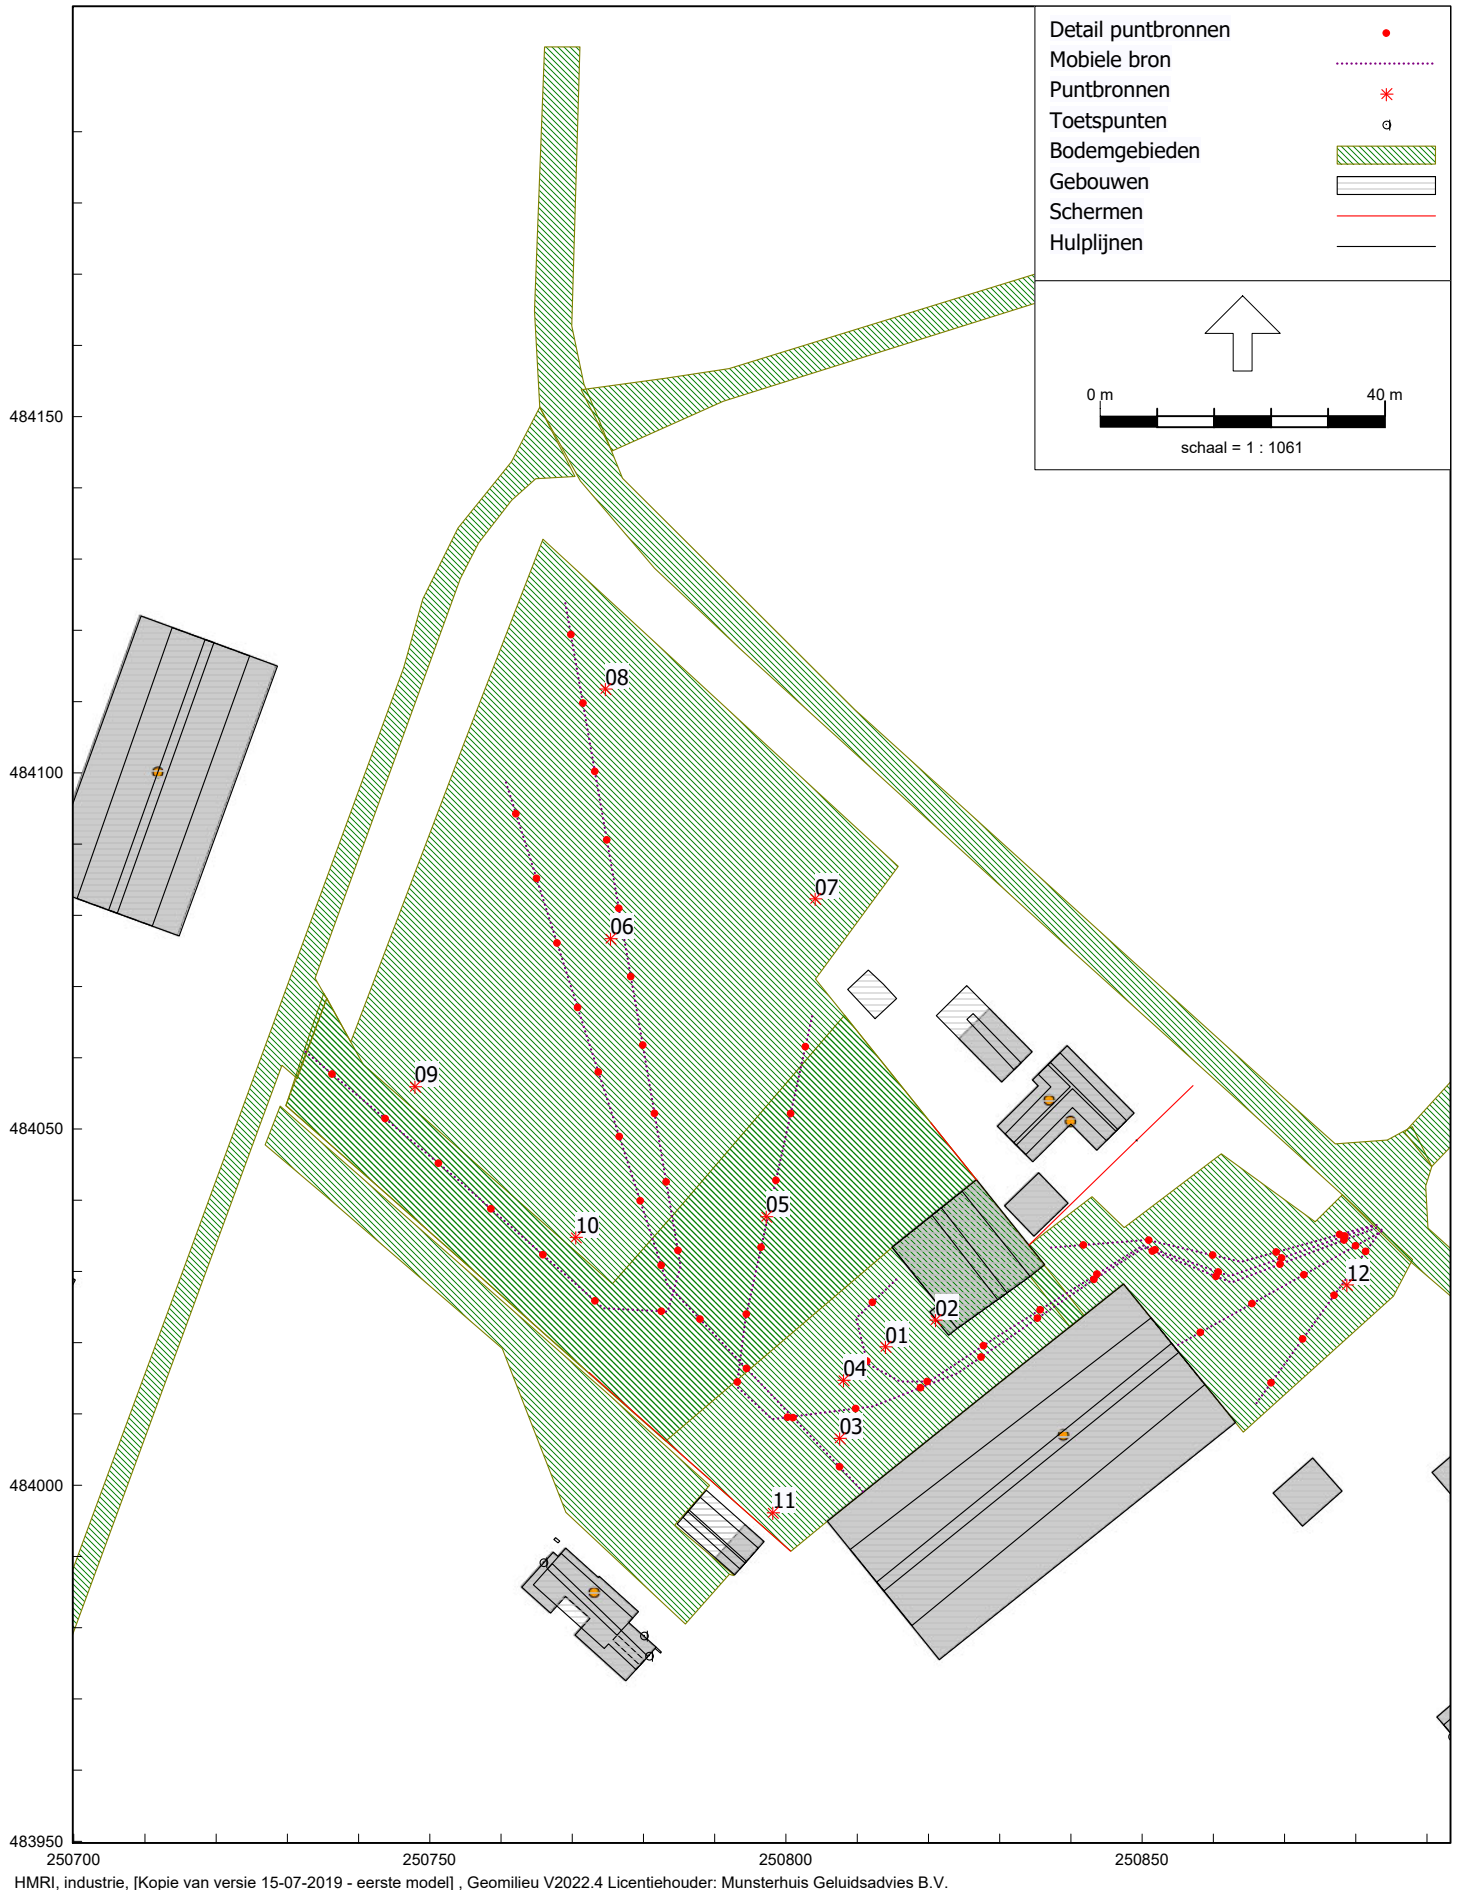 Detail puntbronnen
Mobiele bron
Puntbronnen
Toetspunten
Bodemgebieden
Gebouwen
Schermen
Hulplijnen
0 m 40 m
schaal = 1 : 1061
484150
08
484100
07
06
09
484050
05
10
12
02
01
04
03
484000
11
483950
250700 250750 250800 250850
HMRI, industrie, [Kopie van versie 15-07-2019 - eerste model] , Geomilieu V2022.4 Licentiehouder: Munsterhuis Geluidsadvies B.V.